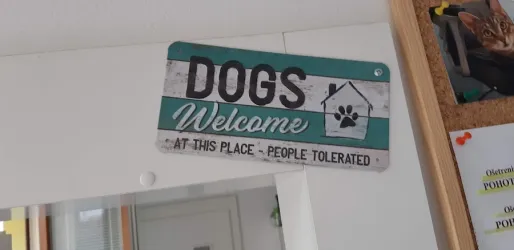 DOGS
Welcome
AT THIS PLACE - PEOPLE TOLERATED